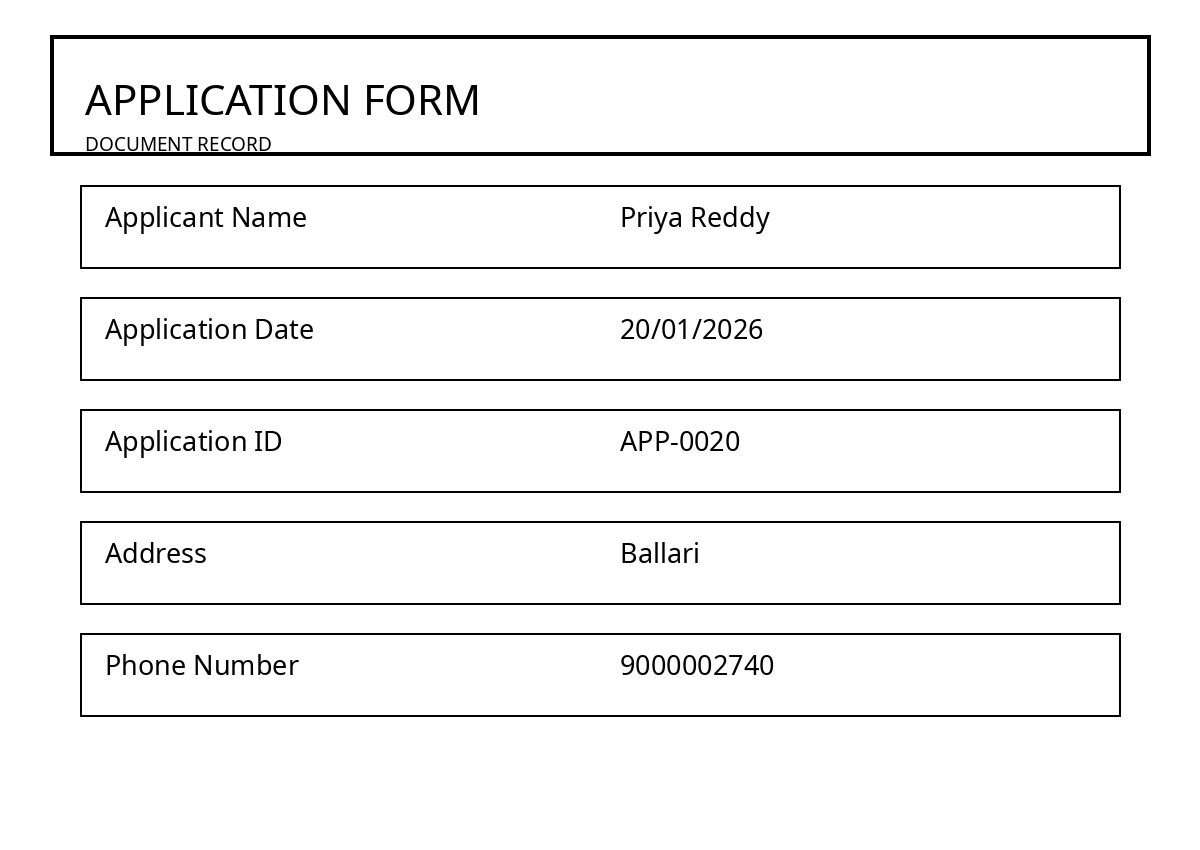 APPLICATION FORM
DOCUMENT RECORD
Applicant Name Priya Reddy
Application Date 20/01/2026
Application ID APP-0020
Address Ballari
Phone Number 9000002740